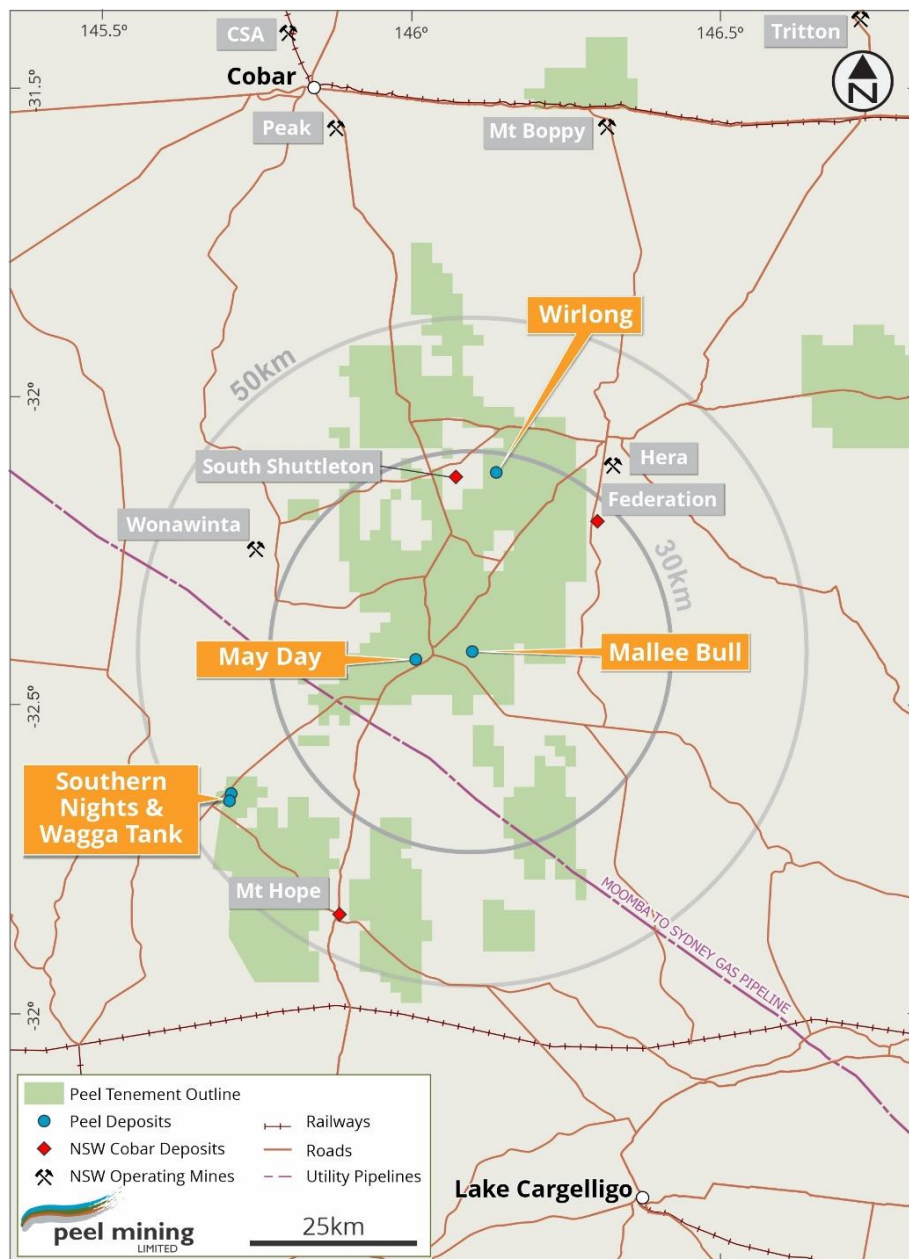 145.5º
146º
146.5º
CSA
Tritton
Cobar
-31.5º
N
Peak
Mt Boppy
Wirlong
50km
-32º
South Shuttleton
Hera
Federation
Wonawinta
30km
May Day
Mallee Bull
-32.5º
Southern
Nights &
Wagga Tank
Mt Hope
MOOMBA TO SYDNEY GAS PIPELINE
-32º
Peel Tenement Outline
Peel Deposits
Railways
NSW Cobar Deposits
Roads
NSW Operating Mines
Utility Pipelines
peel mining
LIMITED
25km
Lake Cargelligo